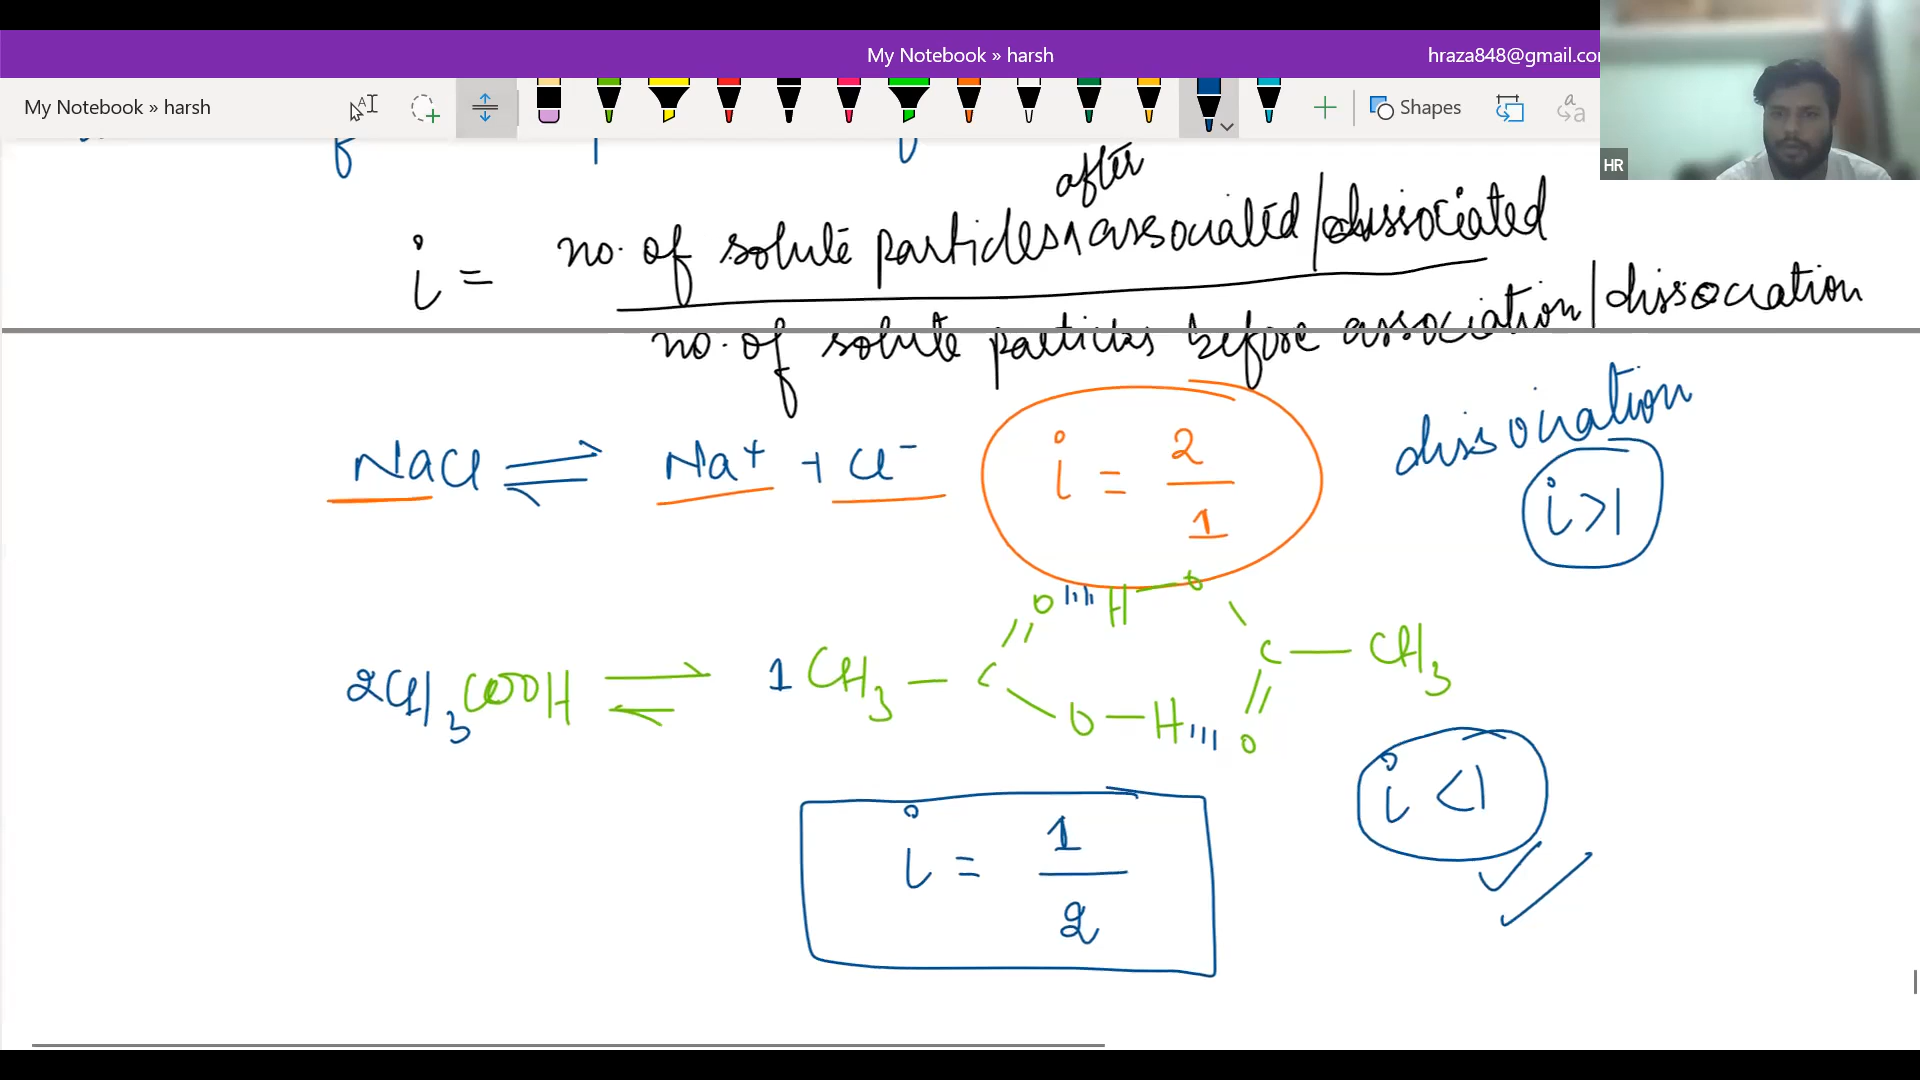 My Notebook » harsh
hraza848@gmail.co
My Notebook » harsh
Shapes
HR
after
i = no. of solute particles ∧ associated/dissociated
no. of solute particles before association/dissociation
dissociation
NaCl ⇌ Na⁺ + Cl⁻
i = 2/1
i >1
O ıııı H — O
2CH₃COOH ⇌ 1 CH₃ — C
C — CH₃
O — H ıııı O
i <1
i = 1/2